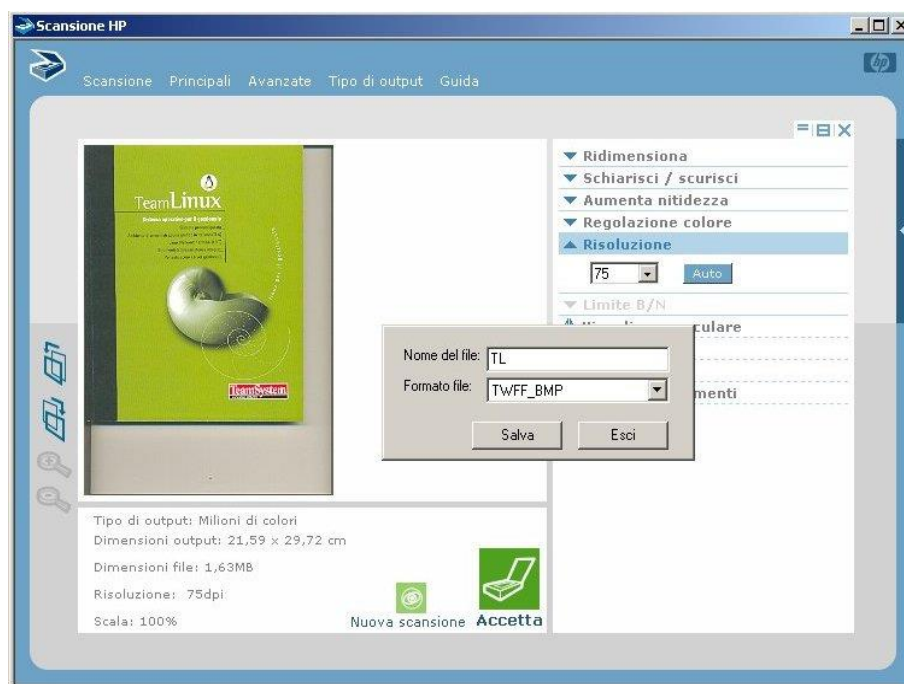 Scansione HP
hp
Scansione Principali Avanzate Tipo di output Guida
TeamLinux
TeamSystem
Ridimensiona
Schiarisci / scurisci
Aumenta nitidezza
Regolazione colore
Risoluzione
75 Auto
Limite B/N
culare
menti
Nome del file: TL
Formato file: TWFF_BMP
Salva Esci
Tipo di output: Milioni di colori
Dimensioni output: 21,59 x 29,72 cm
Dimensioni file: 1,63MB
Risoluzione: 75dpi
Scala: 100%
Nuova scansione Accetta